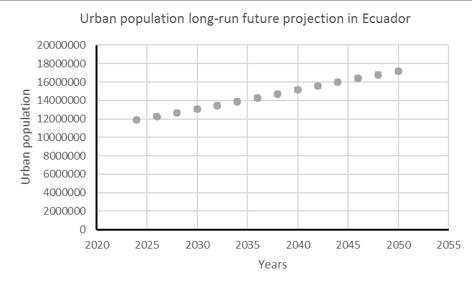 Urban population long-run future projection in Ecuador
20000000
18000000
16000000
14000000
12000000
10000000
8000000
6000000
4000000
2000000
0
Urban population
2020 2025 2030 2035 2040 2045 2050 2055
Years